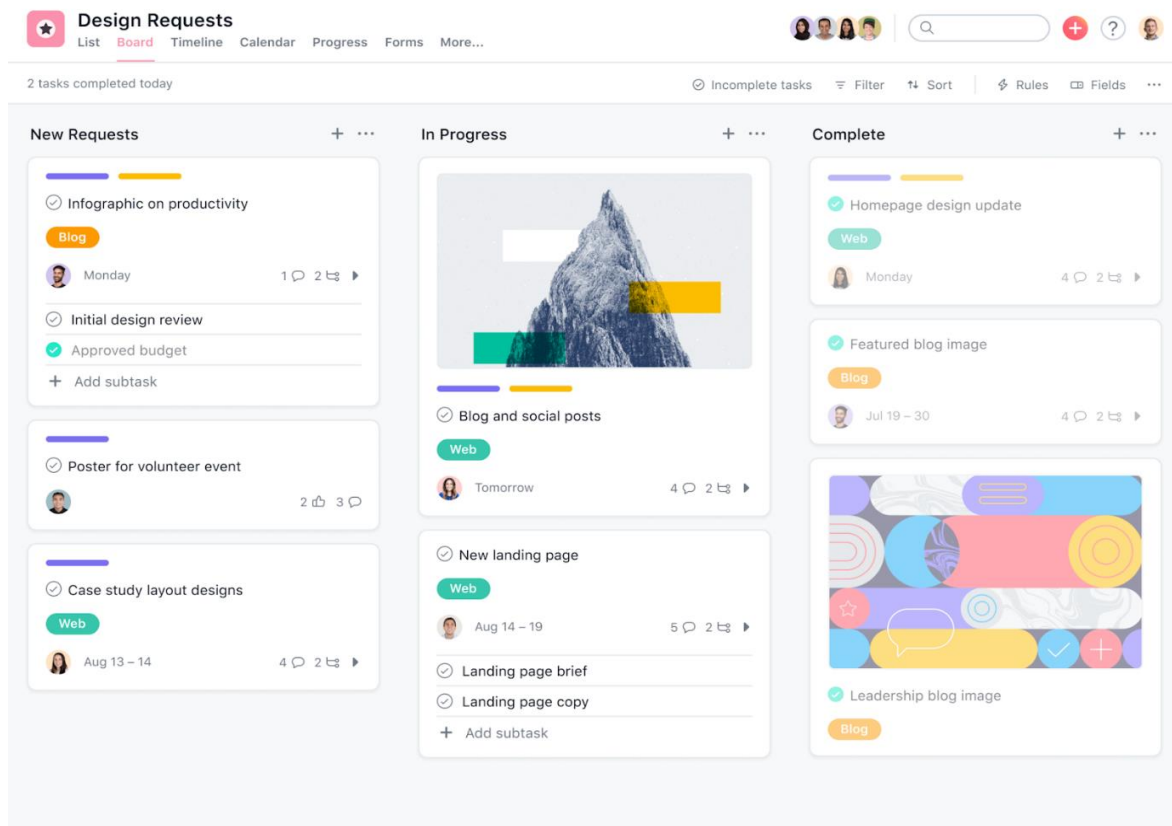 Design Requests
List Board Timeline Calendar Progress Forms More...
2 tasks completed today
Incomplete tasks Filter Sort Rules Fields
New Requests
Infographic on productivity
Blog
Monday 1 2
Initial design review
Approved budget
+ Add subtask
Poster for volunteer event
2 3
Case study layout designs
Web
Aug 13 – 14 4 2
In Progress
Blog and social posts
Web
Tomorrow 4 2
New landing page
Web
Aug 14 – 19 5 2
Landing page brief
Landing page copy
+ Add subtask
Complete
Homepage design update
Web
Monday 4 2
Featured blog image
Blog
Jul 19 – 30 4 2
Leadership blog image
Blog